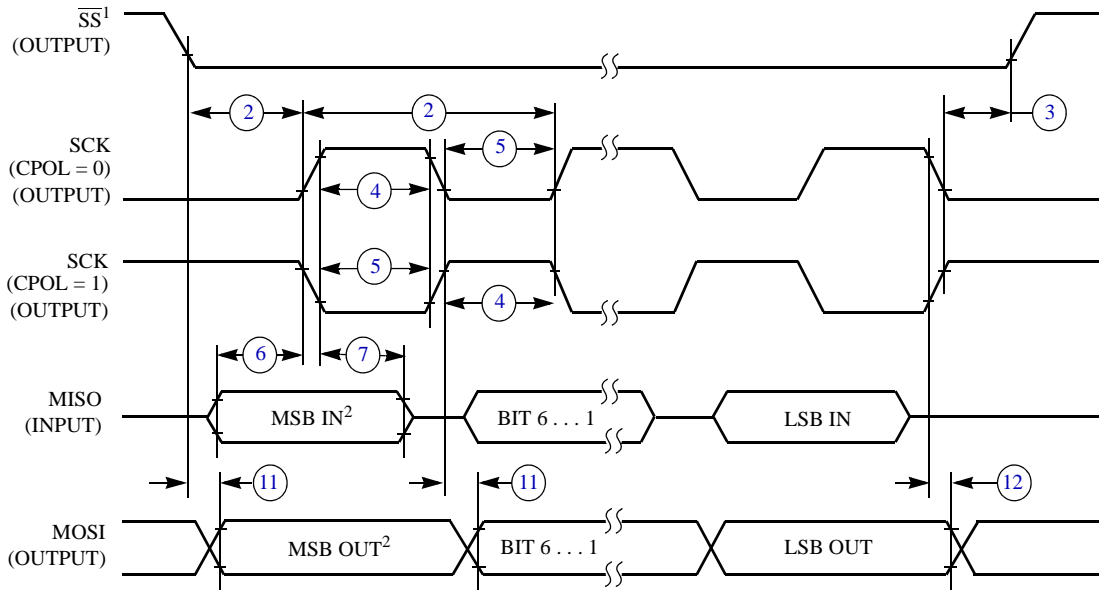 SS¹
(OUTPUT)
2
2
3
SCK
(CPOL = 0)
(OUTPUT)
5
4
SCK
(CPOL = 1)
(OUTPUT)
5
4
6
7
MISO
(INPUT)
MSB IN²
BIT 6 . . . 1
LSB IN
11
11
12
MOSI
(OUTPUT)
MSB OUT²
BIT 6 . . . 1
LSB OUT